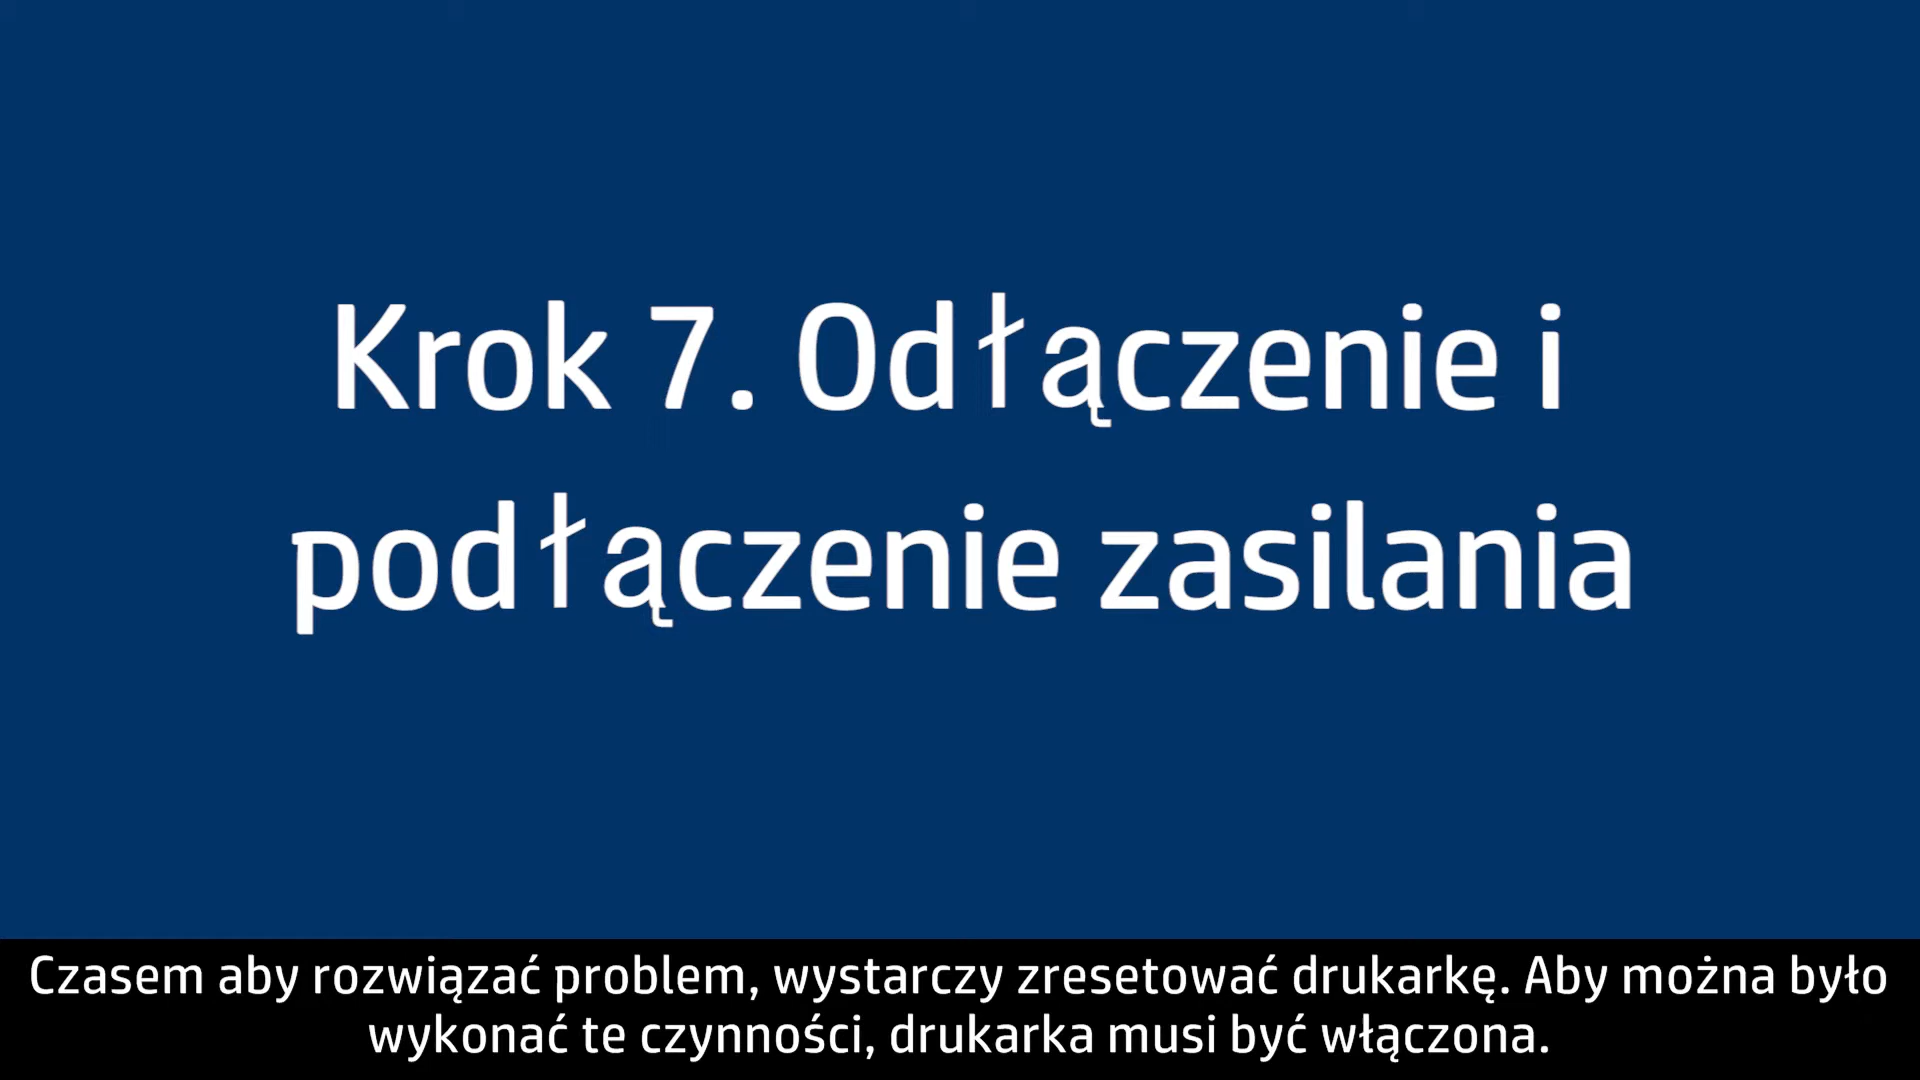 Krok 7. Odłączenie i
podłączenie zasilania
Czasem aby rozwiązać problem, wystarczy zresetować drukarkę. Aby można było
wykonać te czynności, drukarka musi być włączona.